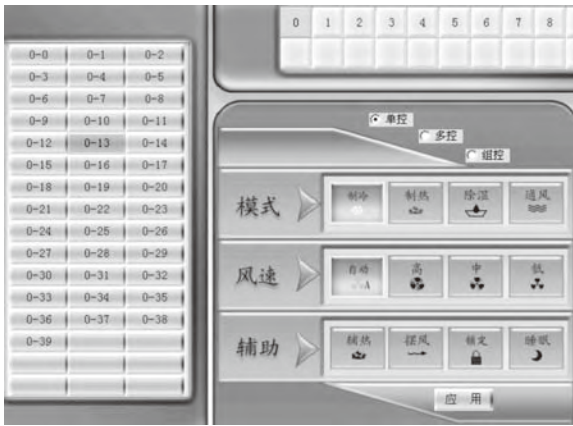 0 1 2 3 4 5 6 7 8
0-0 0-1 0-2
0-3 0-4 0-5
0-6 0-7 0-8
0-9 0-10 0-11
0-12 0-13 0-14
0-15 0-16 0-17
0-18 0-19 0-20
0-21 0-22 0-23
0-24 0-25 0-26
0-27 0-28 0-29
0-30 0-31 0-32
0-33 0-34 0-35
0-36 0-37 0-38
0-39
单控
多控
组控
模式 制冷 制热 除湿 通风
风速 自动 高 中 低
A
辅助 辅热 摆风 锁定 睡眠
应用